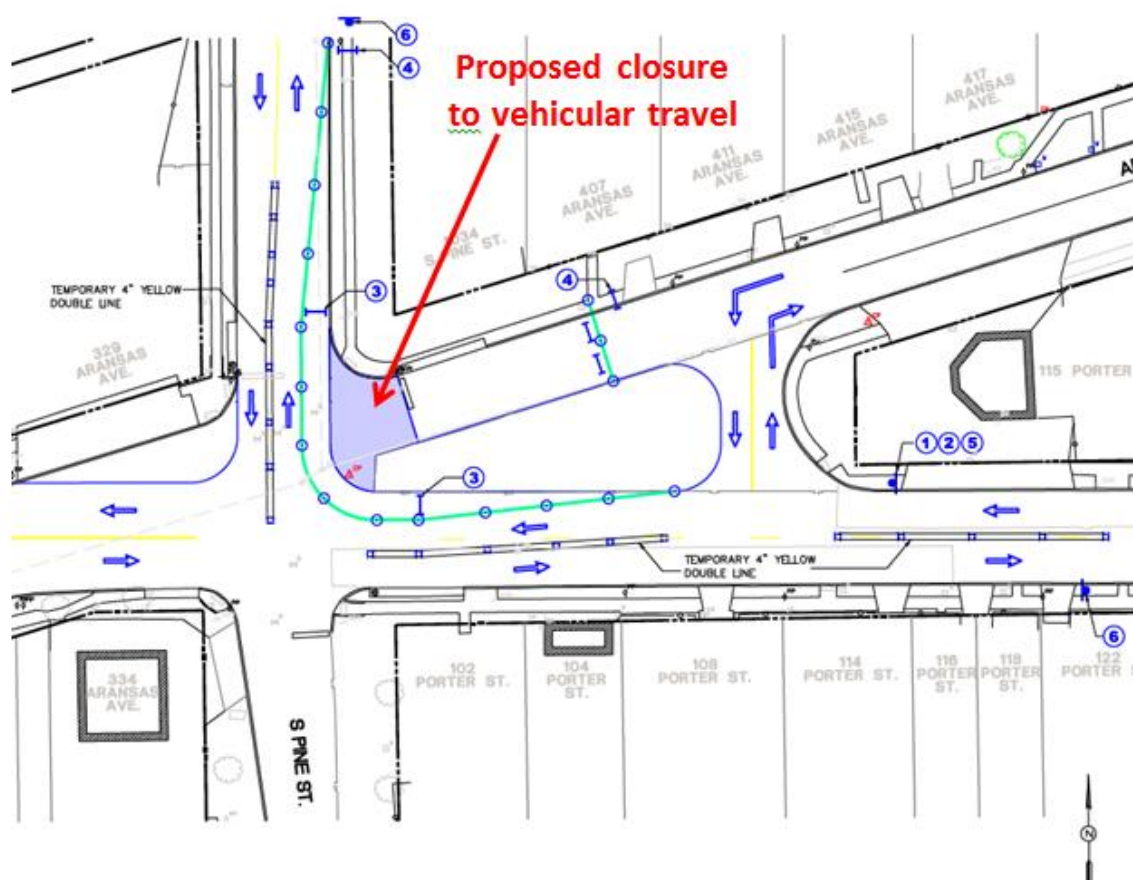 6
4
Proposed closure
to vehicular travel
417
ARANSAS
AVE.
415
ARANSAS
AVE.
411
ARANSAS
AVE.
407
ARANSAS
AVE.
S PINE ST.
4
3
TEMPORARY 4" YELLOW
DOUBLE LINE
329
ARANSAS
AVE.
115 PORTER
1 2 5
3
TEMPORARY 4" YELLOW
DOUBLE LINE
6
334
ARANSAS
AVE.
S PINE ST.
102
PORTER ST.
104
PORTER
ST.
108
PORTER ST.
114
PORTER ST.
116
PORTER
ST.
118
PORTER
ST.
122
PORTER
N